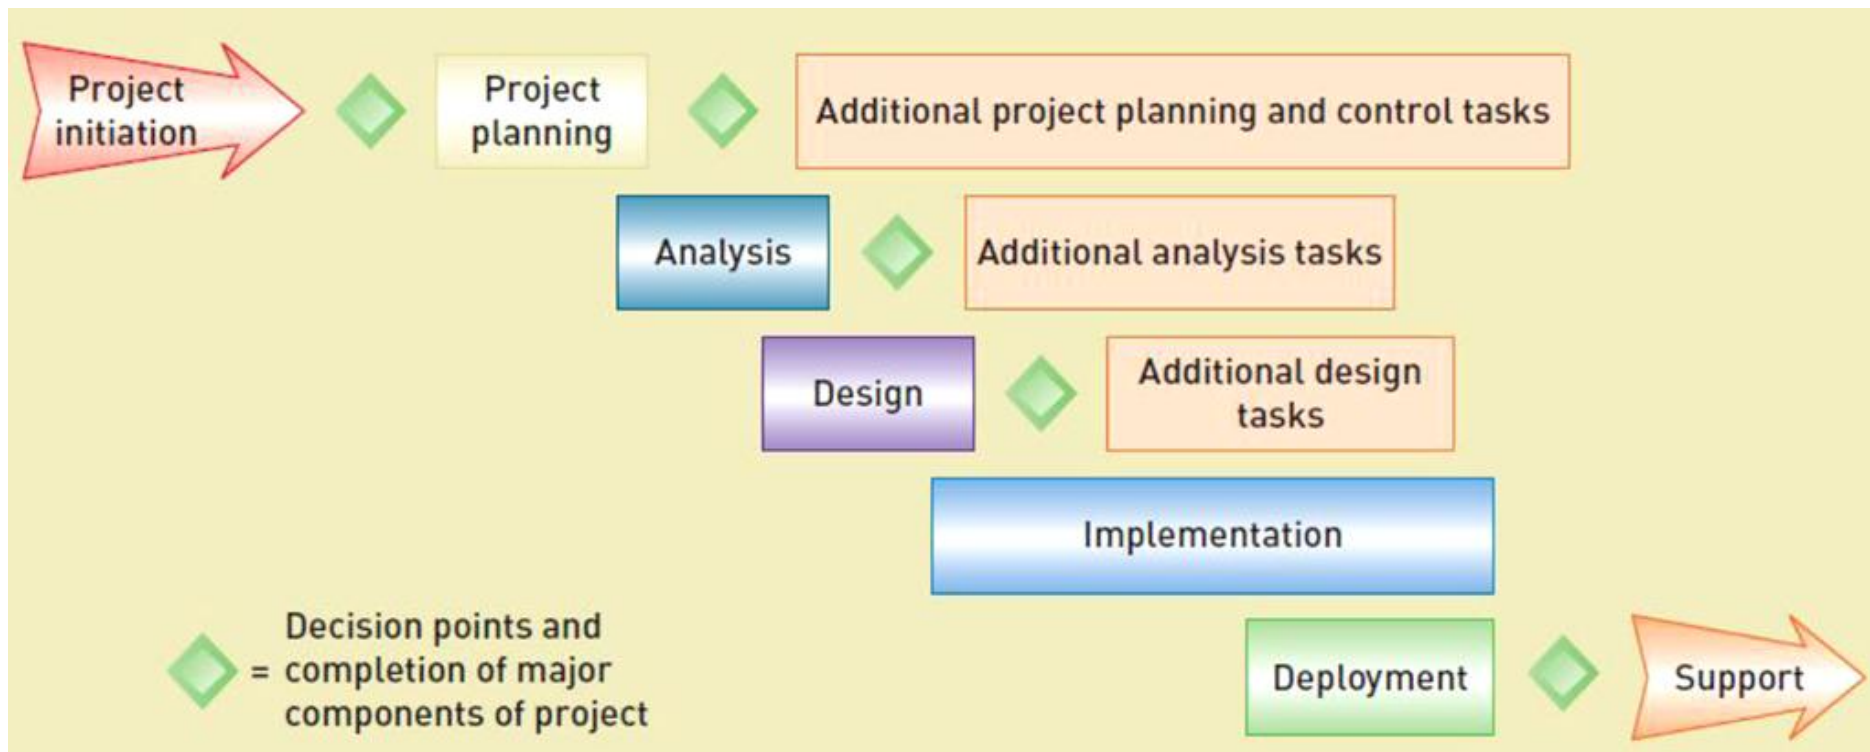 Project
initiation
Project
planning
Additional project planning and control tasks
Analysis
Additional analysis tasks
Design
Additional design
tasks
Implementation
Decision points and
= completion of major
components of project
Deployment
Support